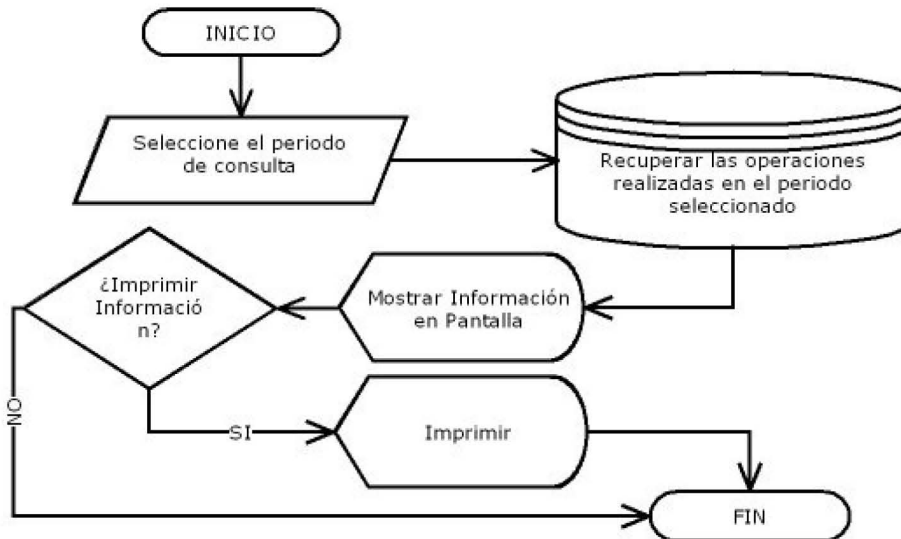 INICIO
Seleccione el periodo
de consulta
Recuperar las operaciones
realizadas en el periodo
seleccionado
Mostrar Información
en Pantalla
¿Imprimir
Informació
n?
NO
SI
Imprimir
FIN